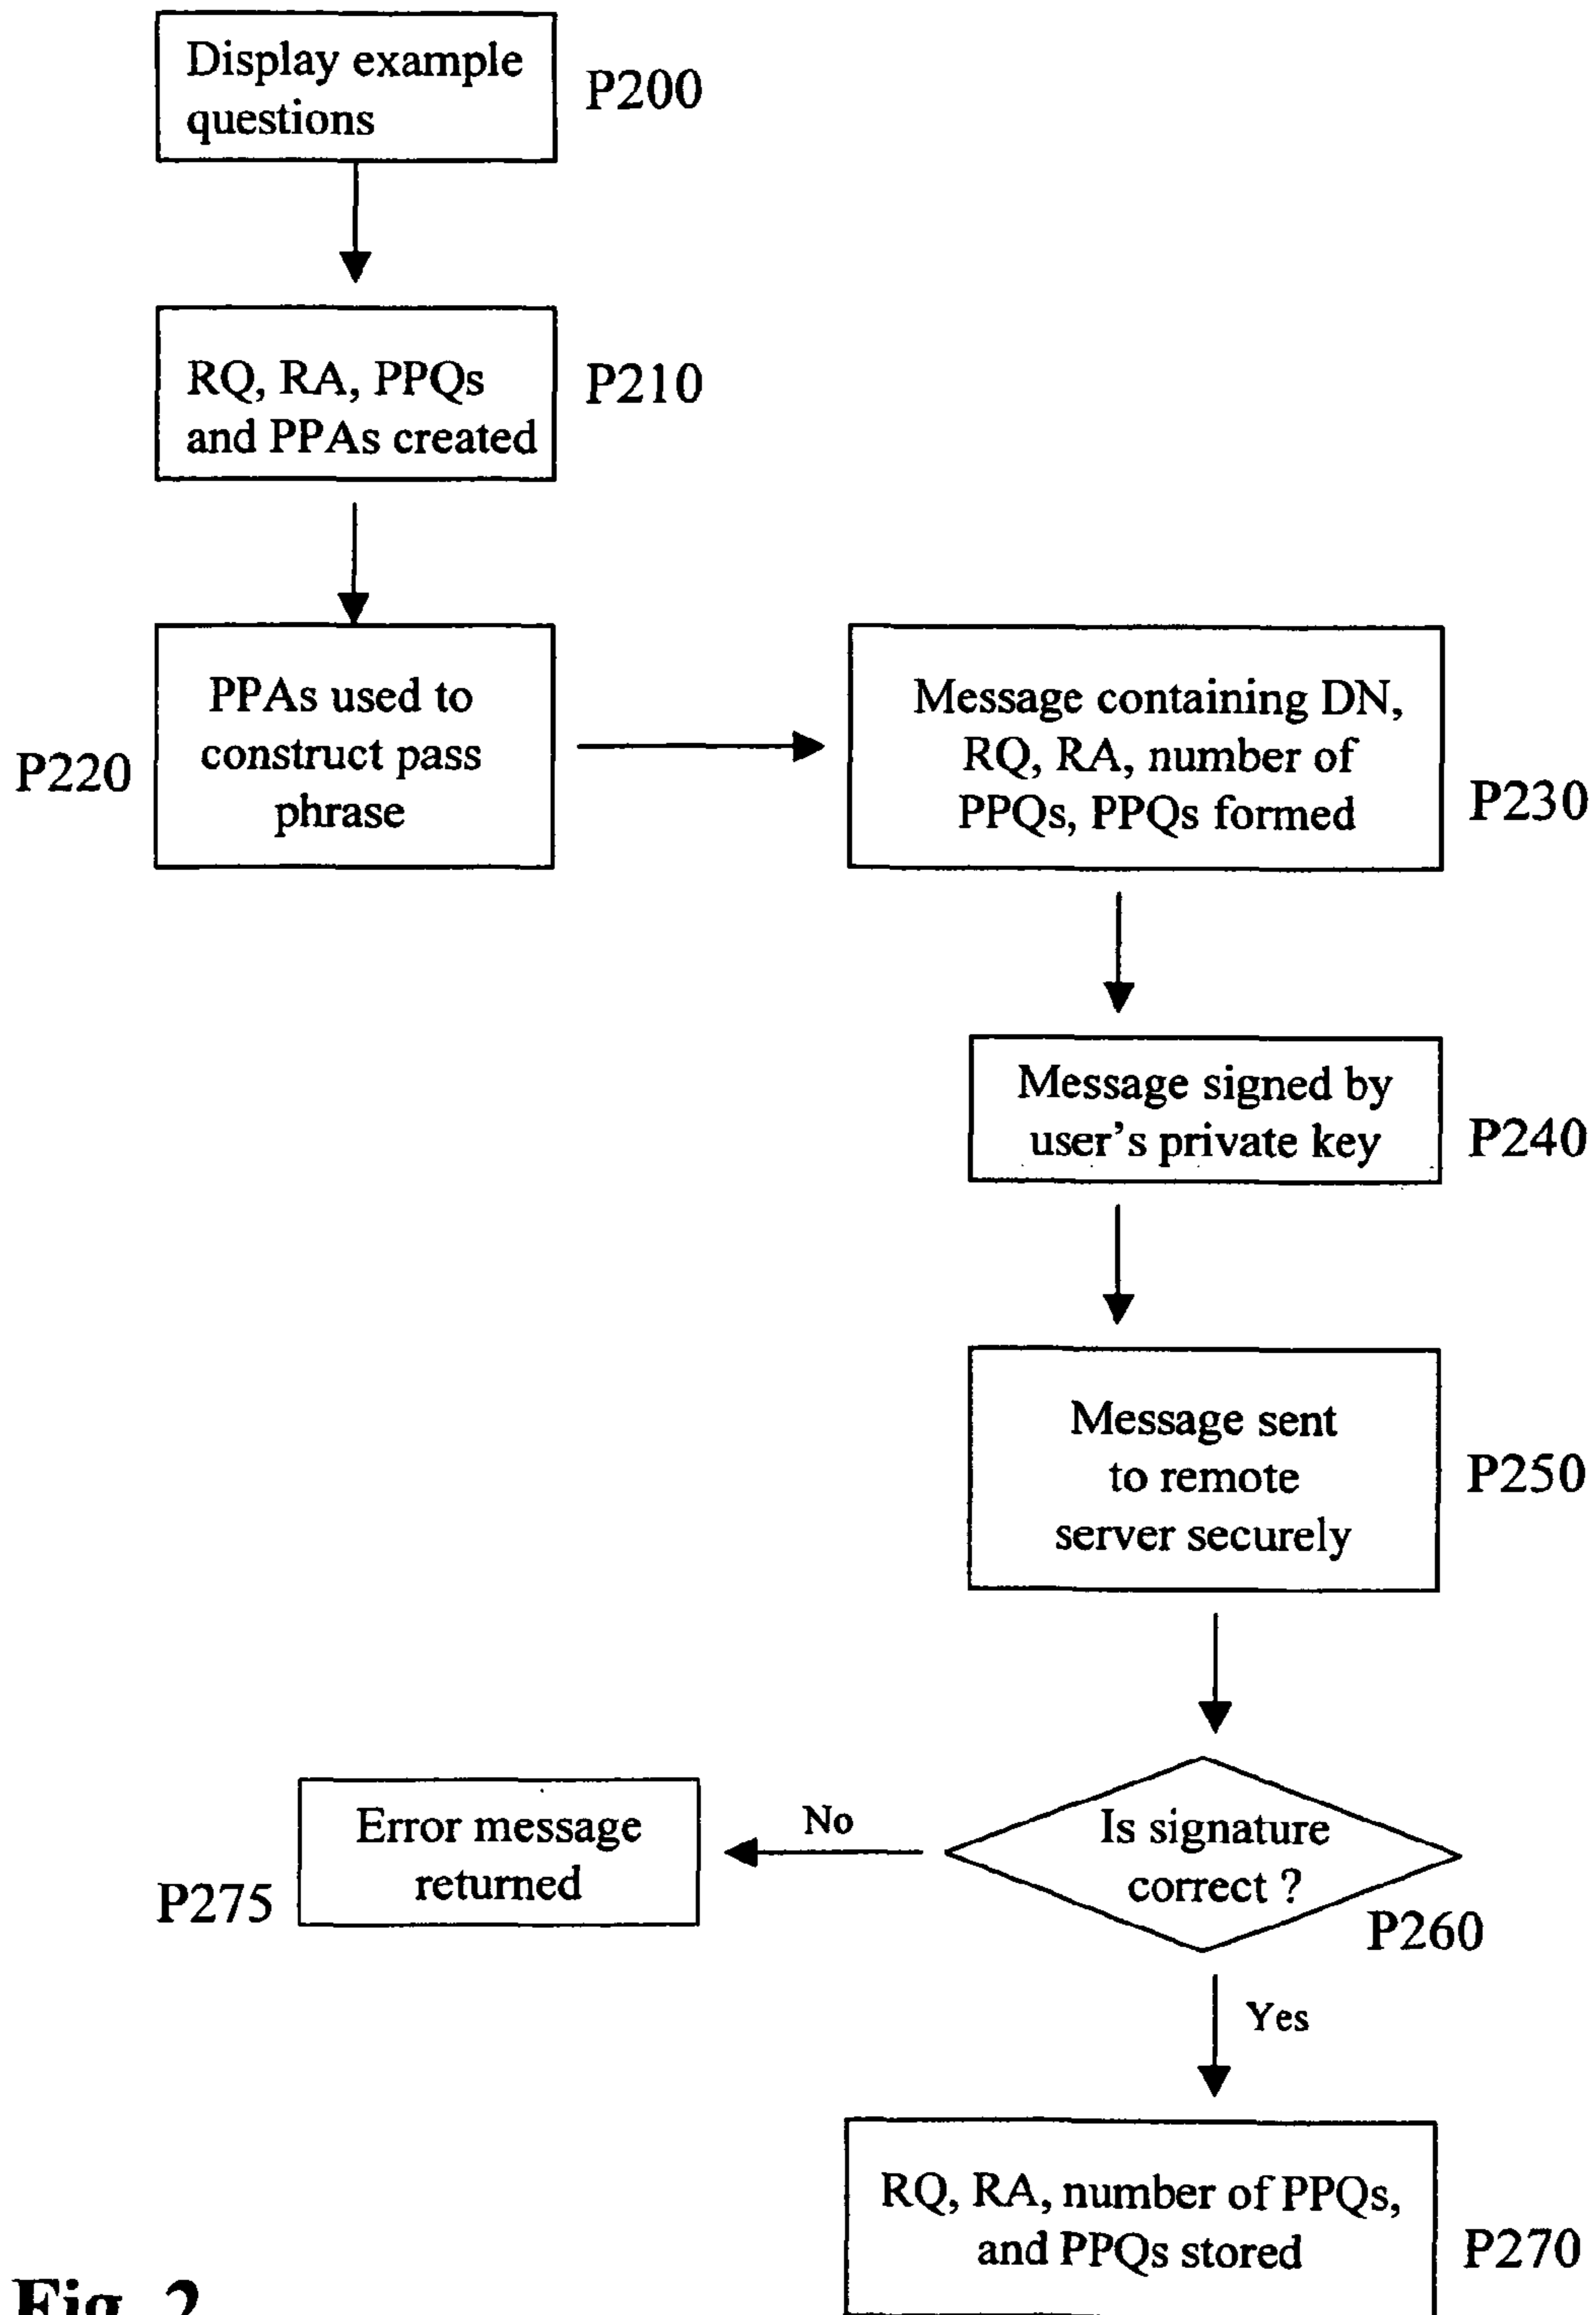 Display example
questions
P200
RQ, RA, PPQs
and PPAs created
P210
PPAs used to
construct pass
phrase
P220
Message containing DN,
RQ, RA, number of
PPQs, PPQs formed
P230
Message signed by
user's private key
P240
Message sent
to remote
server securely
P250
Is signature
correct ?
P260
No
Error message
returned
P275
Yes
RQ, RA, number of PPQs,
and PPQs stored
P270
Fig. 2